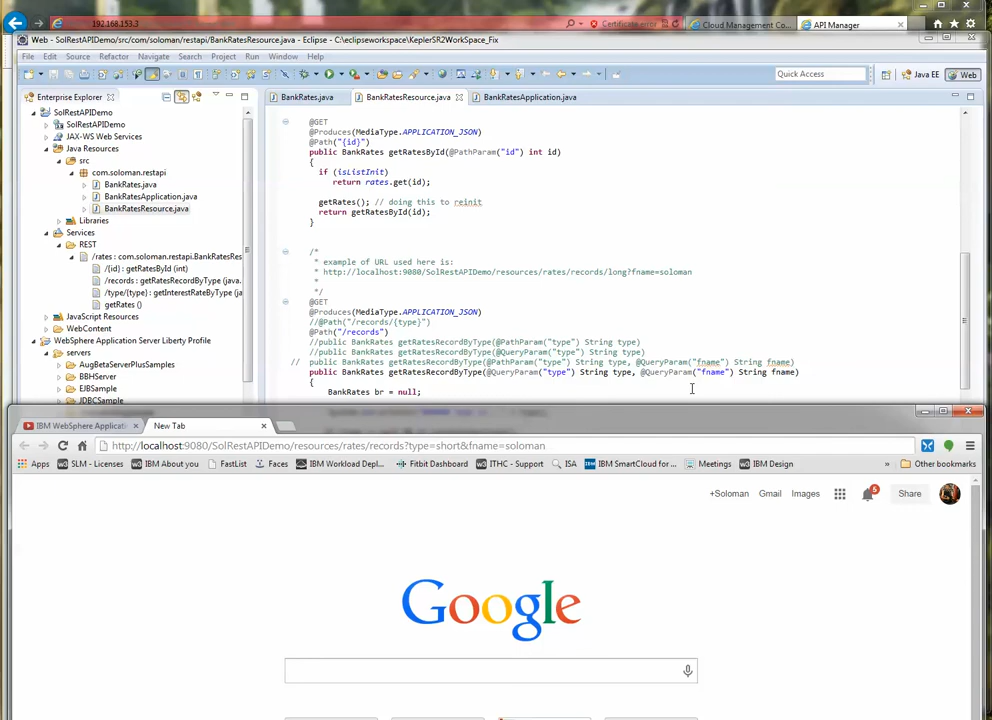 192.168.153.3
Certificate error
Cloud Management Co...
API Manager
Web - SolRestAPIDemo/src/com/soloman/restapi/BankRatesResource.java - Eclipse - C:\eclipseworkspace\KeplerSR2WorkSpace_Fix
File Edit Source Refactor Navigate Search Project Run Window Help
Quick Access
Java EE
Web
Enterprise Explorer
BankRates.java
BankRatesResource.java
BankRatesApplication.java
SolRestAPIDemo
SolRestAPIDemo
JAX-WS Web Services
Java Resources
src
com.soloman.restapi
BankRates.java
BankRatesApplication.java
BankRatesResource.java
Libraries
Services
REST
/rates : com.soloman.restapi.BankRatesRes
/{id} : getRatesById (int)
/records : getRatesRecordByType (java.
/type/{type} : getInterestRateByType (java
getRates ()
JavaScript Resources
WebContent
WebSphere Application Server Liberty Profile
servers
AugBetaServerPlusSamples
BBHServer
EJBSample
JDBCSample
@GET
@Produces(MediaType.APPLICATION_JSON)
@Path("{id}")
public BankRates getRatesById(@PathParam("id") int id)
{
if (isListInit)
return rates.get(id);
getRates(); // doing this to reinit
return getRatesById(id);
}
/*
* example of URL used here is:
* http://localhost:9080/SolRestAPIDemo/resources/rates/records/long?fname=soloman
*
*/
@GET
@Produces(MediaType.APPLICATION_JSON)
//@Path("/records/{type}")
@Path("/records")
//public BankRates getRatesRecordByType(@PathParam("type") String type)
//public BankRates getRatesRecordByType(@QueryParam("type") String type)
// public BankRates getRatesRecordByType(@PathParam("type") String type, @QueryParam("fname") String fname)
public BankRates getRatesRecordByType(@QueryParam("type") String type, @QueryParam("fname") String fname)
{
BankRates br = null;
IBM WebSphere Applicati
New Tab
http://localhost:9080/SolRestAPIDemo/resources/rates/records?type=short&fname=soloman
Apps
SLM - Licenses
IBM About you
FastList
Faces
IBM Workload Depl...
Fitbit Dashboard
ITHC - Support
ISA
IBM SmartCloud for ...
Meetings
IBM Design
»
Other bookmarks
+Soloman
Gmail
Images
5
Share
Google